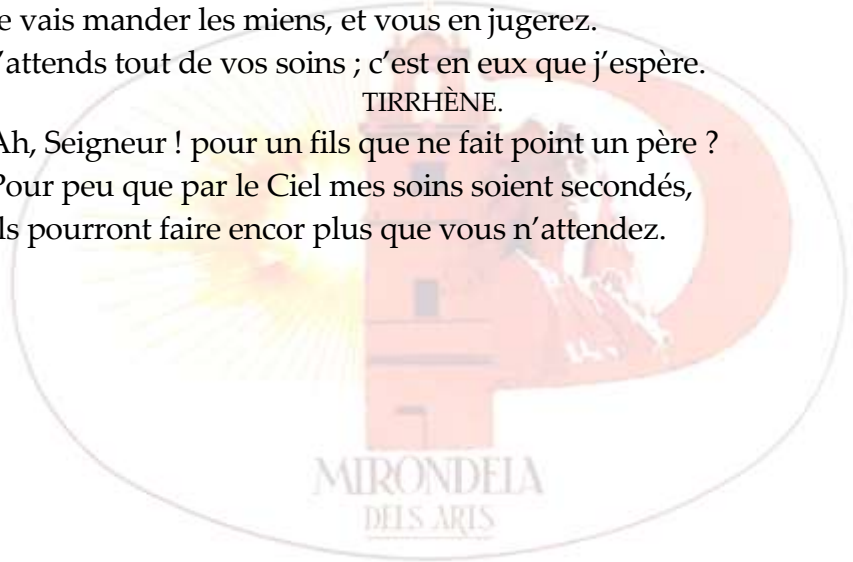 e vais mander les miens, et vous en jugerez.
’attends tout de vos soins ; c’est en eux que j’espère.
TIRRHÈNE.
Ah, Seigneur ! pour un fils que ne fait point un père ?
Pour peu que par le Ciel mes soins soient secondés,
ls pourront faire encor plus que vous n’attendez.
MIRONDELA
DELS ARTS